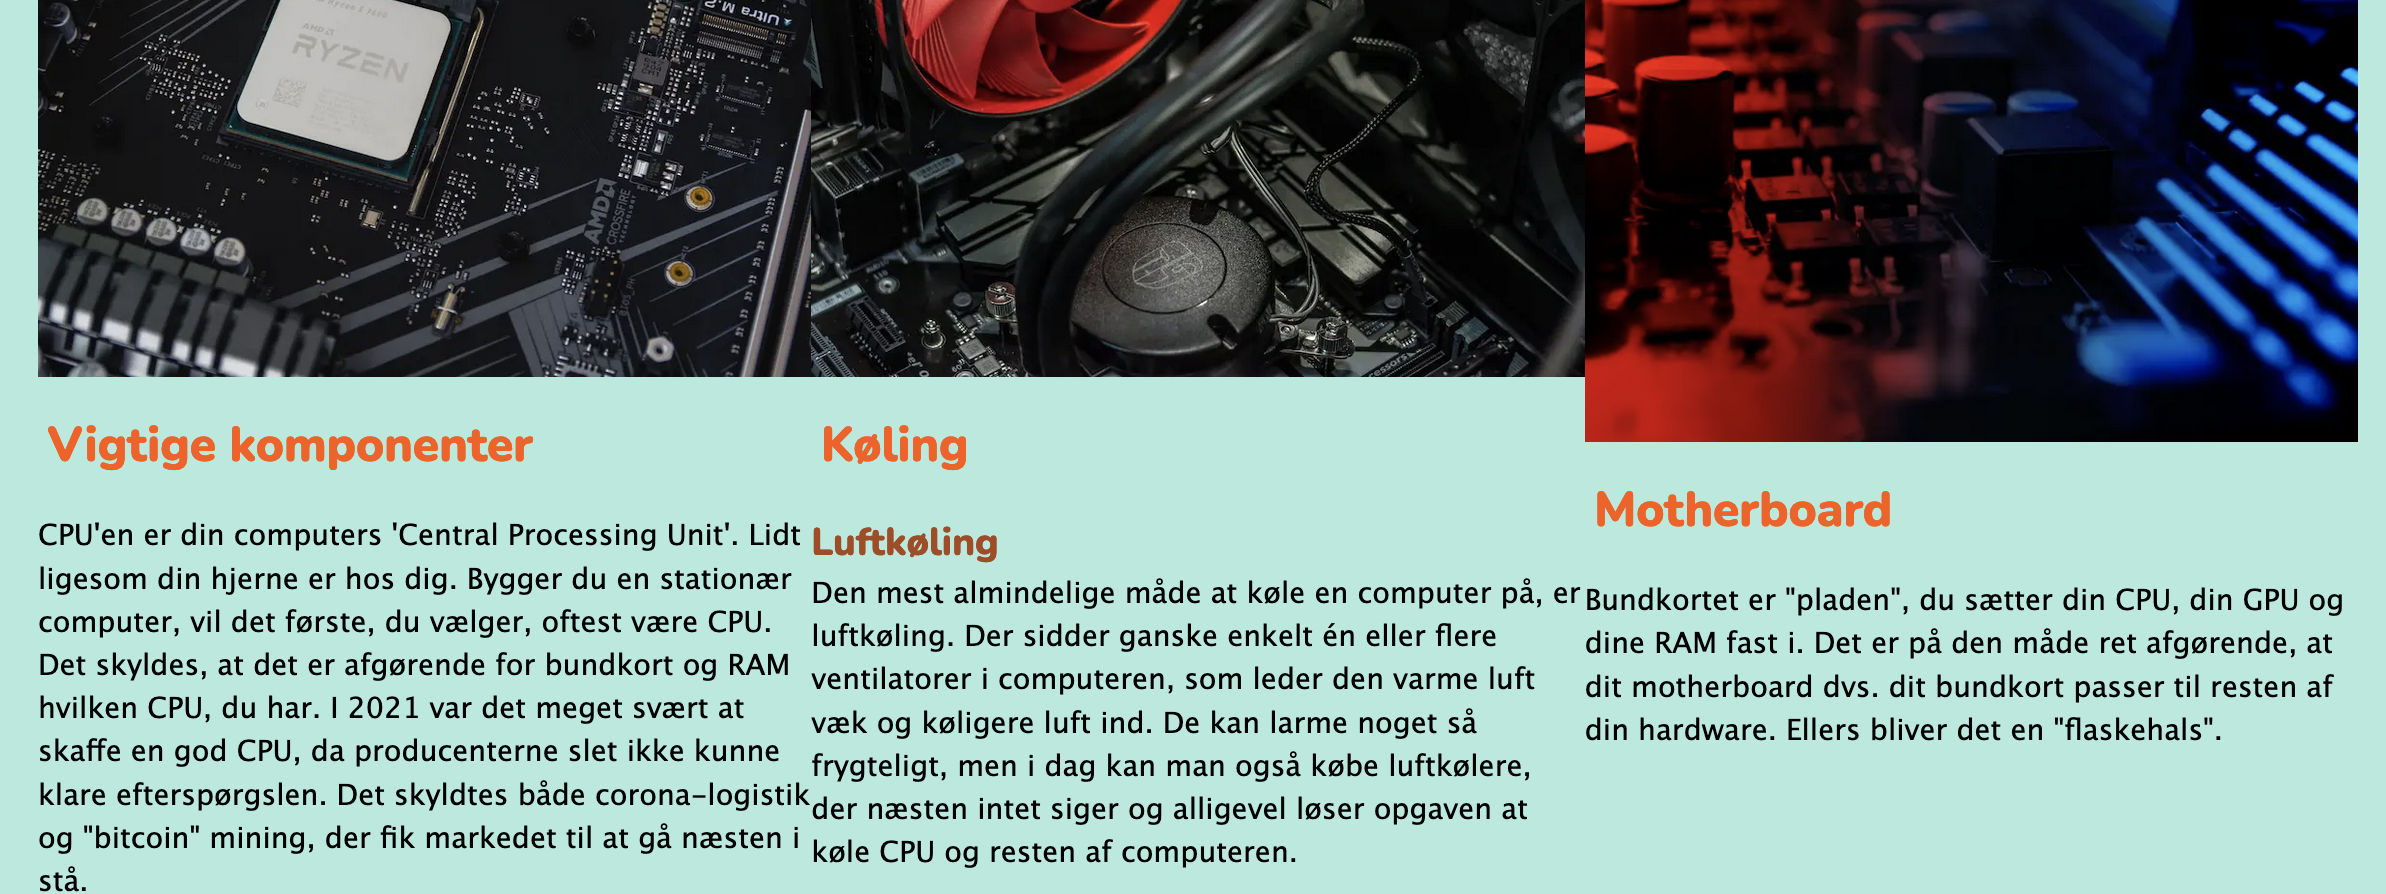 AMD
RYZEN
Ultra M.2
AMD
CROSSFIRE
Vigtige komponenter
CPU'en er din computers 'Central Processing Unit'. Lidt
ligesom din hjerne er hos dig. Bygger du en stationær
computer, vil det første, du vælger, oftest være CPU.
Det skyldes, at det er afgørende for bundkort og RAM
hvilken CPU, du har. I 2021 var det meget svært at
skaffe en god CPU, da producenterne slet ikke kunne
klare efterspørgslen. Det skyldtes både corona-logistik
og "bitcoin" mining, der fik markedet til at gå næsten i
stå.
Køling
Luftkøling
Den mest almindelige måde at køle en computer på, er
luftkøling. Der sidder ganske enkelt én eller flere
ventilatorer i computeren, som leder den varme luft
væk og køligere luft ind. De kan larme noget så
frygteligt, men i dag kan man også købe luftkølere,
der næsten intet siger og alligevel løser opgaven at
køle CPU og resten af computeren.
Motherboard
Bundkortet er "pladen", du sætter din CPU, din GPU og
dine RAM fast i. Det er på den måde ret afgørende, at
dit motherboard dvs. dit bundkort passer til resten af
din hardware. Ellers bliver det en "flaskehals".